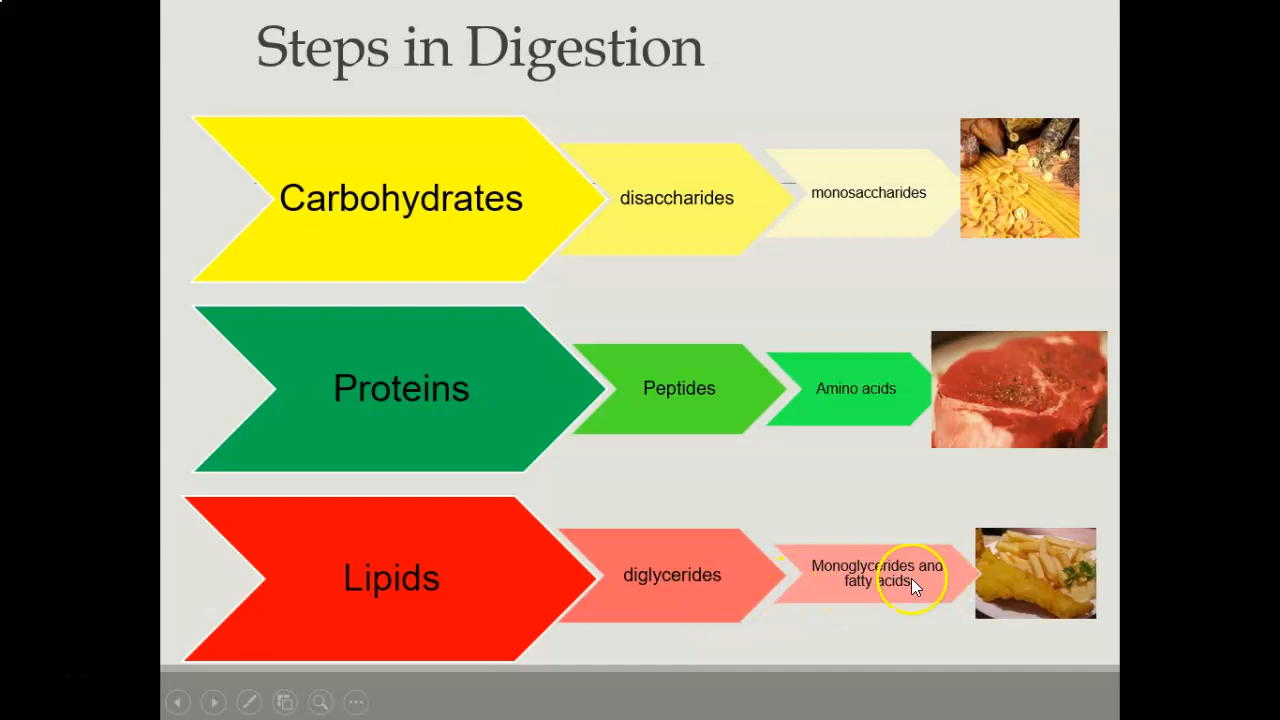 Steps in Digestion
Carbohydrates
disaccharides
monosaccharides
Proteins
Peptides
Amino acids
Lipids
diglycerides
Monoglycerides and
fatty acids